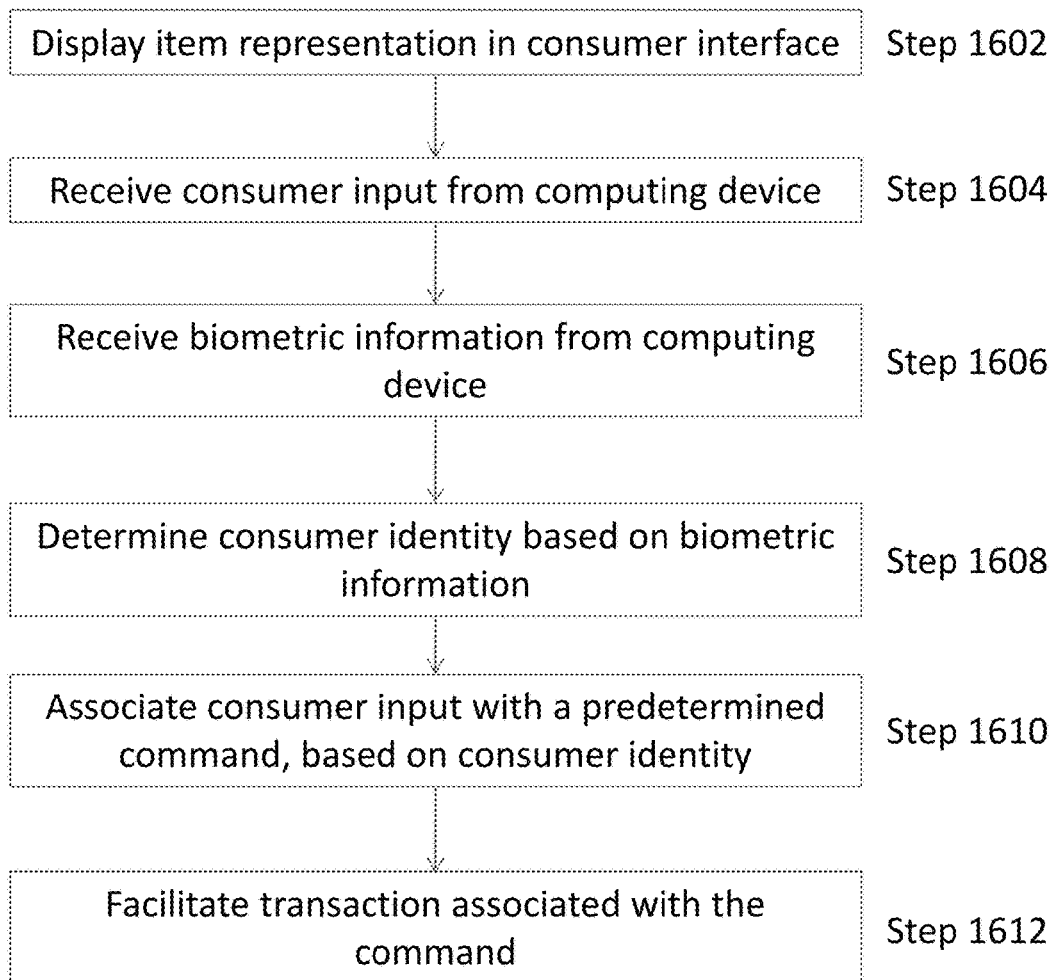 Display item representation in consumer interface
Step 1602
Receive consumer input from computing device
Step 1604
Receive biometric information from computing
device
Step 1606
Determine consumer identity based on biometric
information
Step 1608
Associate consumer input with a predetermined
command, based on consumer identity
Step 1610
Facilitate transaction associated with the
command
Step 1612